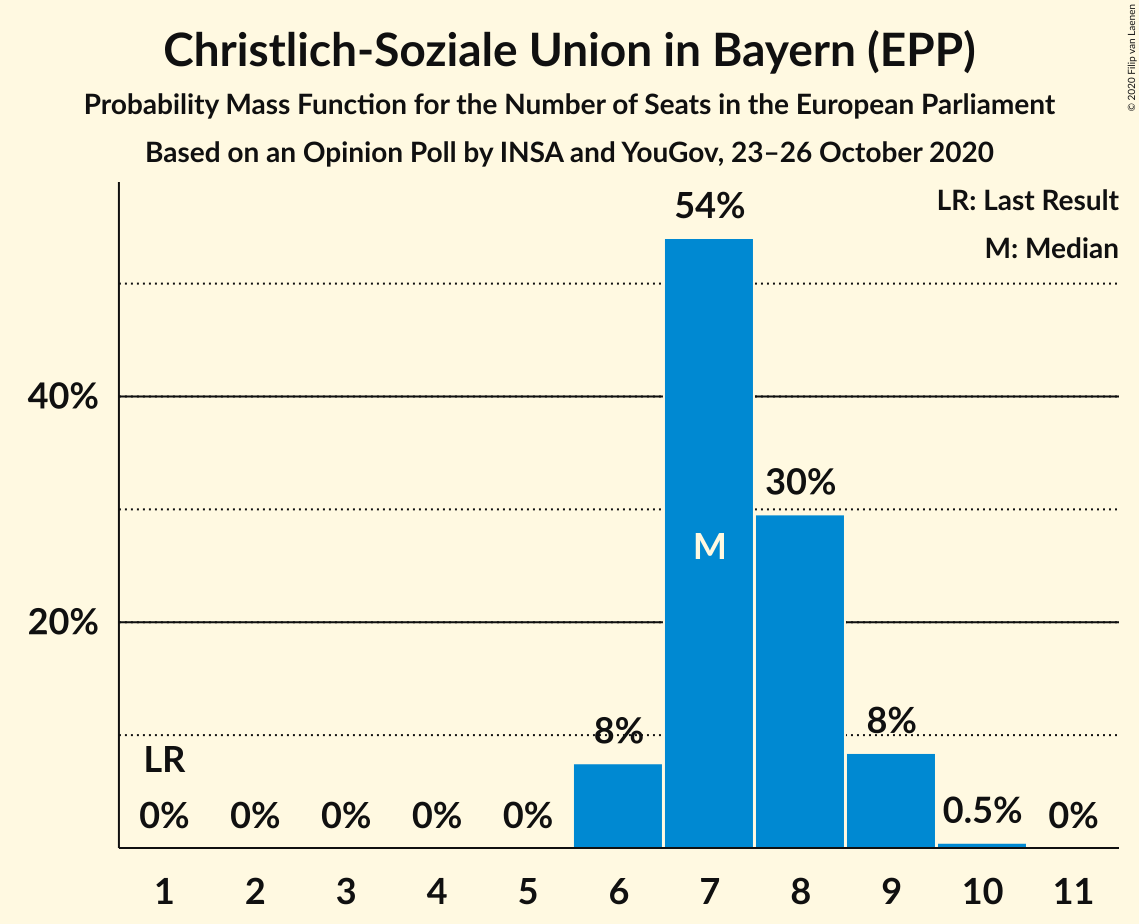 Christlich-Soziale Union in Bayern (EPP)
Probability Mass Function for the Number of Seats in the European Parliament
Based on an Opinion Poll by INSA and YouGov, 23–26 October 2020
© 2020 Filip van Laenen
LR: Last Result
M: Median
54%
40%
30%
M
20%
8%
8%
LR
0%
0%
0%
0%
0%
0.5%
0%
1 2 3 4 5 6 7 8 9 10 11